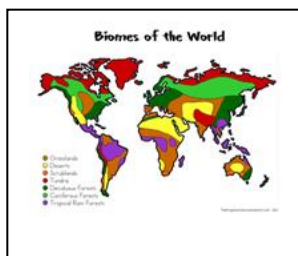 Biomes of the World
Grasslands
Deserts
Scrublands
Tundra
Deciduous Forests
Coniferous Forests
Tropical Rain Forests